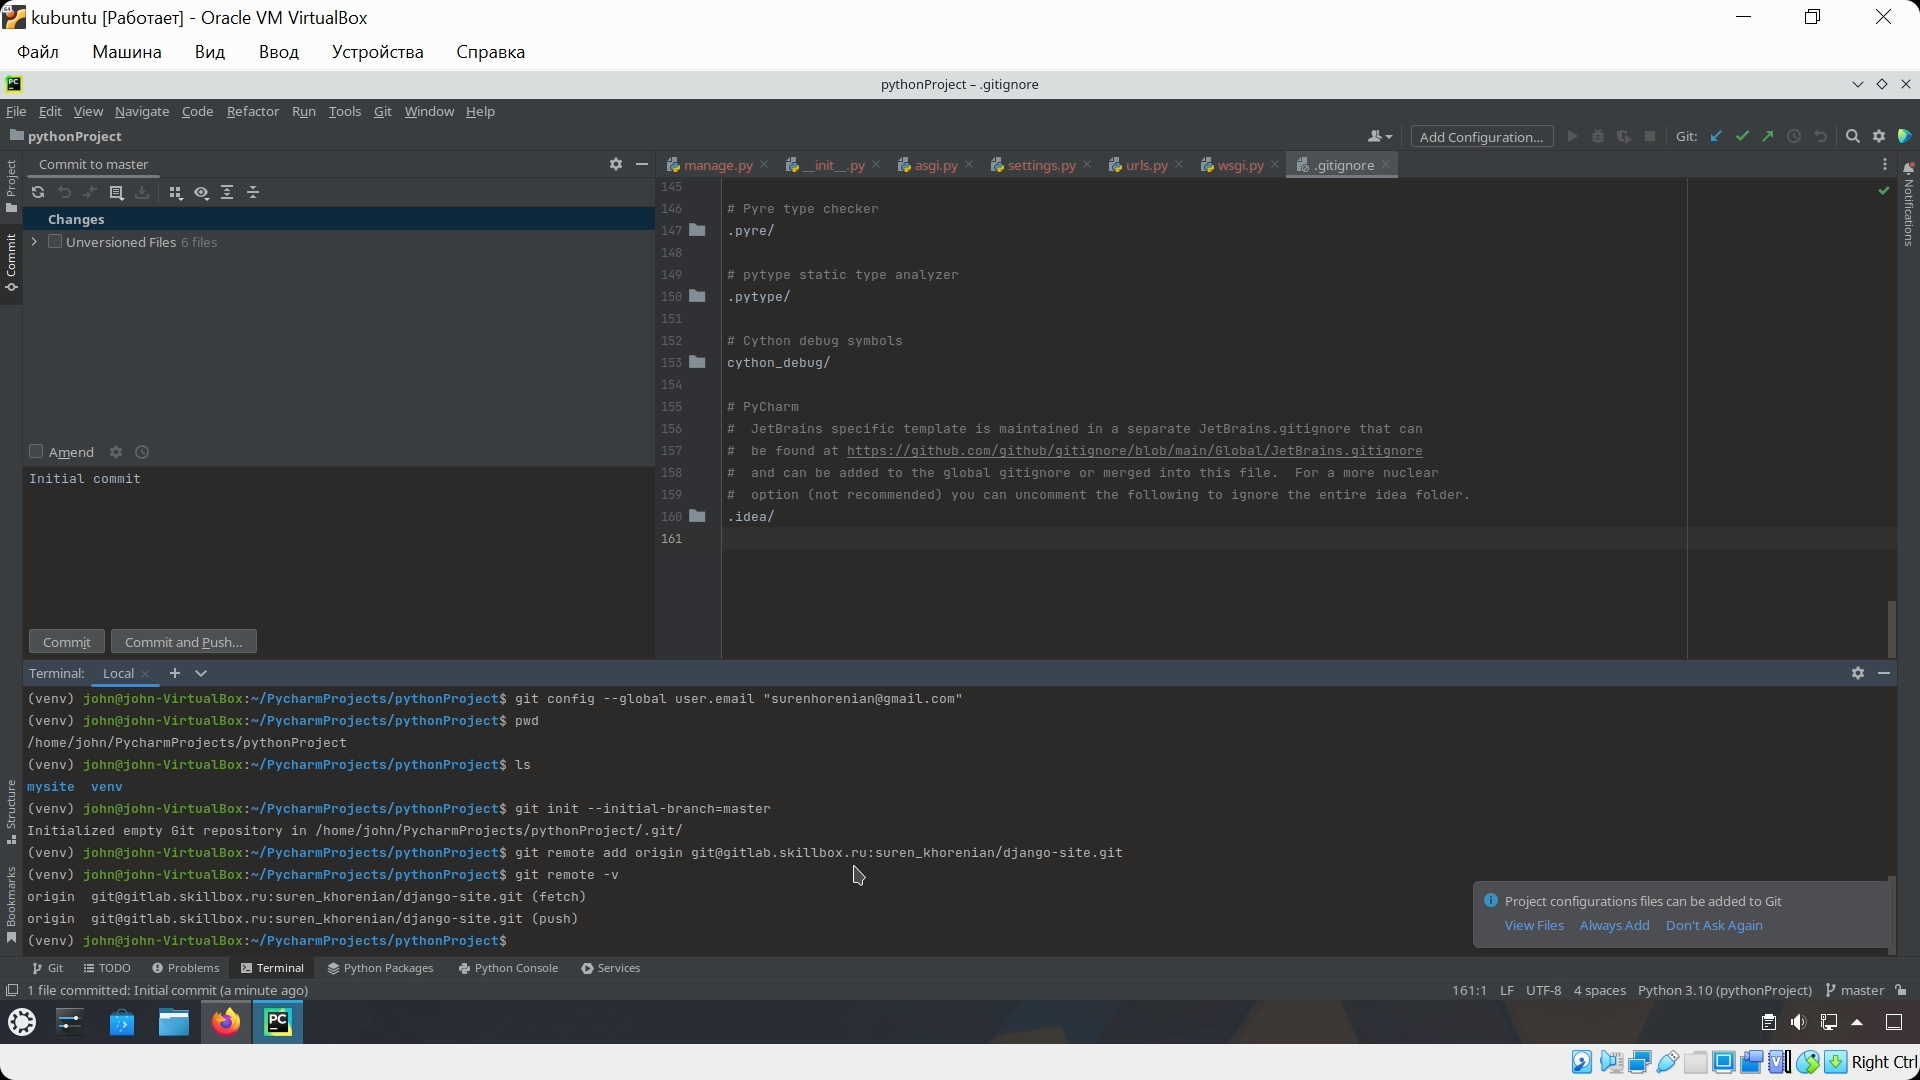 kubuntu [Работает] - Oracle VM VirtualBox
Файл Машина Вид Ввод Устройства Справка
pythonProject – .gitignore
File Edit View Navigate Code Refactor Run Tools Git Window Help
pythonProject
Add Configuration...
Git:
Project
Commit
Structure
Bookmarks
Notifications
Commit to master
Changes
Unversioned Files 6 files
Amend
Initial commit
Commit
Commit and Push...
manage.py __init__.py asgi.py settings.py urls.py wsgi.py .gitignore
145
146 # Pyre type checker
147 .pyre/
148
149 # pytype static type analyzer
150 .pytype/
151
152 # Cython debug symbols
153 cython_debug/
154
155 # PyCharm
156 #  JetBrains specific template is maintained in a separate JetBrains.gitignore that can
157 #  be found at https://github.com/github/gitignore/blob/main/Global/JetBrains.gitignore
158 #  and can be added to the global gitignore or merged into this file.  For a more nuclear
159 #  option (not recommended) you can uncomment the following to ignore the entire idea folder.
160 .idea/
161
Terminal: Local
(venv) john@john-VirtualBox:~/PycharmProjects/pythonProject$ git config --global user.email "surenhorenian@gmail.com"
(venv) john@john-VirtualBox:~/PycharmProjects/pythonProject$ pwd
/home/john/PycharmProjects/pythonProject
(venv) john@john-VirtualBox:~/PycharmProjects/pythonProject$ ls
mysite  venv
(venv) john@john-VirtualBox:~/PycharmProjects/pythonProject$ git init --initial-branch=master
Initialized empty Git repository in /home/john/PycharmProjects/pythonProject/.git/
(venv) john@john-VirtualBox:~/PycharmProjects/pythonProject$ git remote add origin git@gitlab.skillbox.ru:suren_khorenian/django-site.git
(venv) john@john-VirtualBox:~/PycharmProjects/pythonProject$ git remote -v
origin  git@gitlab.skillbox.ru:suren_khorenian/django-site.git (fetch)
origin  git@gitlab.skillbox.ru:suren_khorenian/django-site.git (push)
(venv) john@john-VirtualBox:~/PycharmProjects/pythonProject$
Project configurations files can be added to Git
View Files Always Add Don't Ask Again
Git TODO Problems Terminal Python Packages Python Console Services
1 file committed: Initial commit (a minute ago)
161:1 LF UTF-8 4 spaces Python 3.10 (pythonProject) master
Right Ctrl